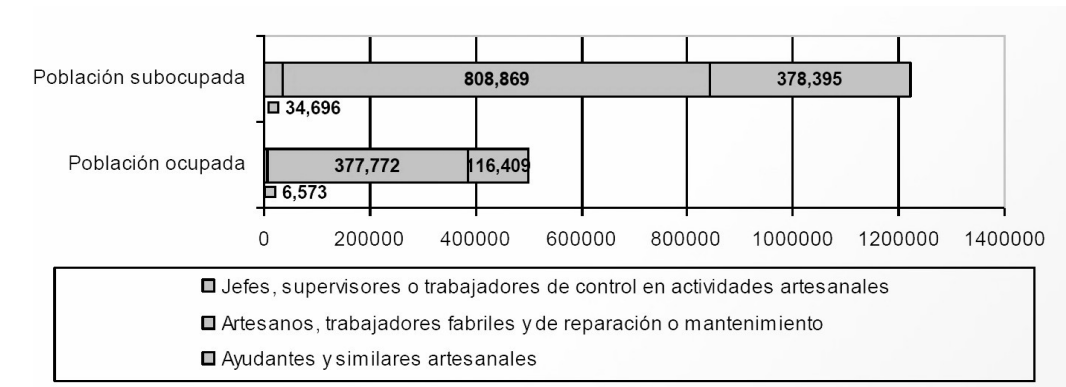 Población subocupada
808,869
378,395
34,696
Población ocupada
377,772
116,409
6,573
0 200000 400000 600000 800000 1000000 1200000 1400000
Jefes, supervisores o trabajadores de control en actividades artesanales
Artesanos, trabajadores fabriles y de reparación o mantenimiento
Ayudantes y similares artesanales